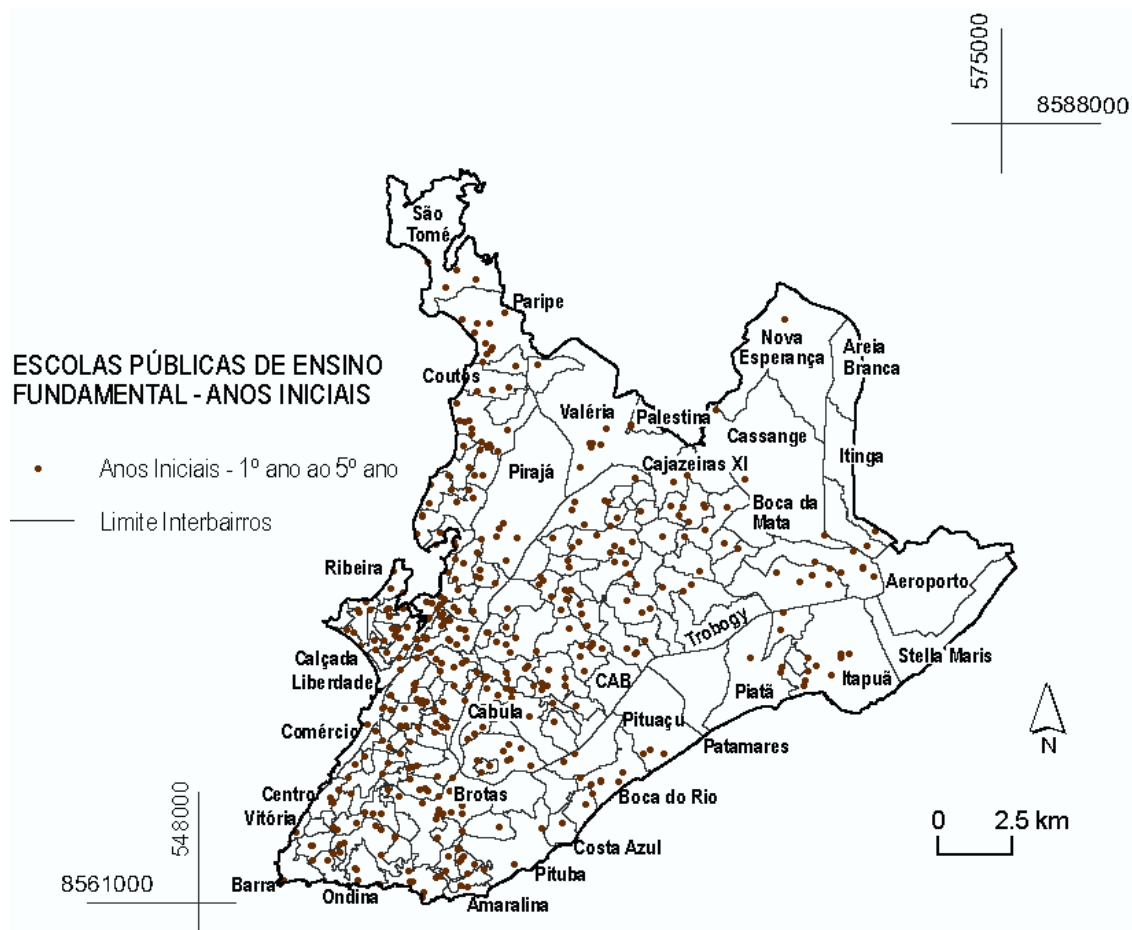 575000
8588000
São
Tomé
Paripe
Nova
Esperança
Areia
Branca
ESCOLAS PÚBLICAS DE ENSINO
FUNDAMENTAL - ANOS INICIAIS
Coutos
Valéria
Palestina
Cassange
Anos Iniciais - 1º ano ao 5º ano
Pirajá
Cajazeiras XI
Itinga
Limite Interbairros
Boca da
Mata
Ribeira
Aeroporto
Trobogy
Calçada
Liberdade
CAB
Stella Maris
Piatã
Itapuã
Cabula
Pituaçu
Comércio
Patamares
N
Centro
Brotas
Boca do Rio
Vitória
548000
0 2.5 km
Costa Azul
8561000
Barra
Pituba
Ondina
Amaralina